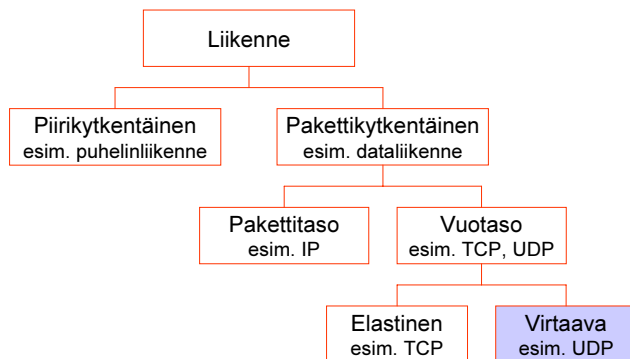 Liikenne
Piirikytkentäinen
esim. puhelinliikenne
Pakettikytkentäinen
esim. dataliikenne
Pakettitaso
esim. IP
Vuotaso
esim. TCP, UDP
Elastinen
esim. TCP
Virtaava
esim. UDP